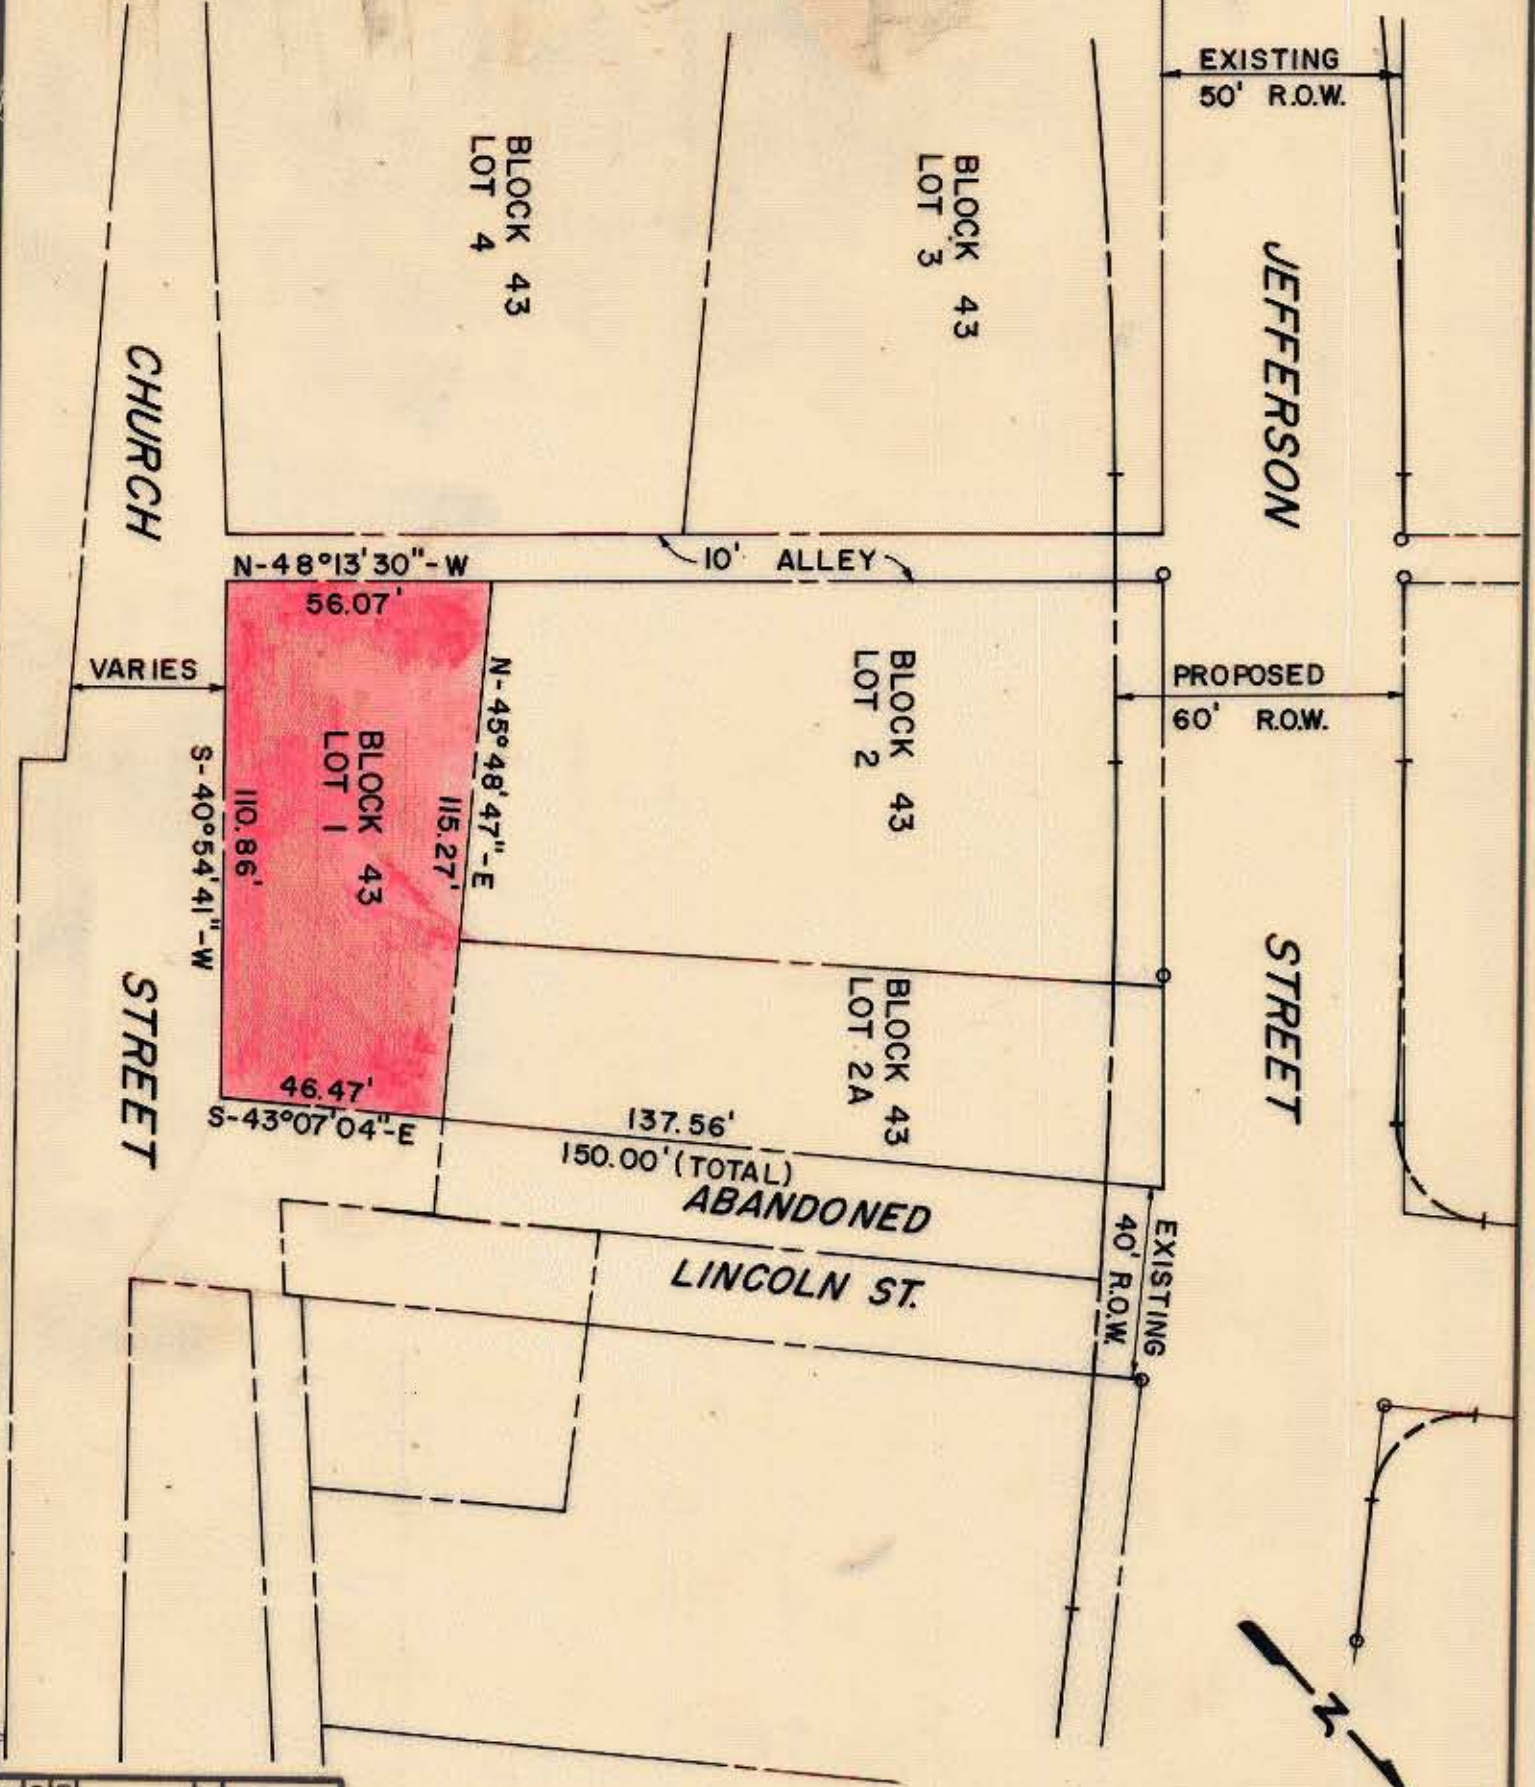 EXISTING
50' R.O.W.
BLOCK 43
LOT 4
BLOCK 43
LOT 3
JEFFERSON
STREET
CHURCH
STREET
10' ALLEY
N-48°13'30"-W
56.07'
VARIES
N-45°48'47"-E
115.27'
BLOCK 43
LOT 1
110.86'
S-40°54'41"-W
46.47'
S-43°07'04"-E
BLOCK 43
LOT 2
PROPOSED
60' R.O.W.
BLOCK 43
LOT 2A
137.56'
150.00' (TOTAL)
ABANDONED
LINCOLN ST.
EXISTING
40' R.O.W.
N